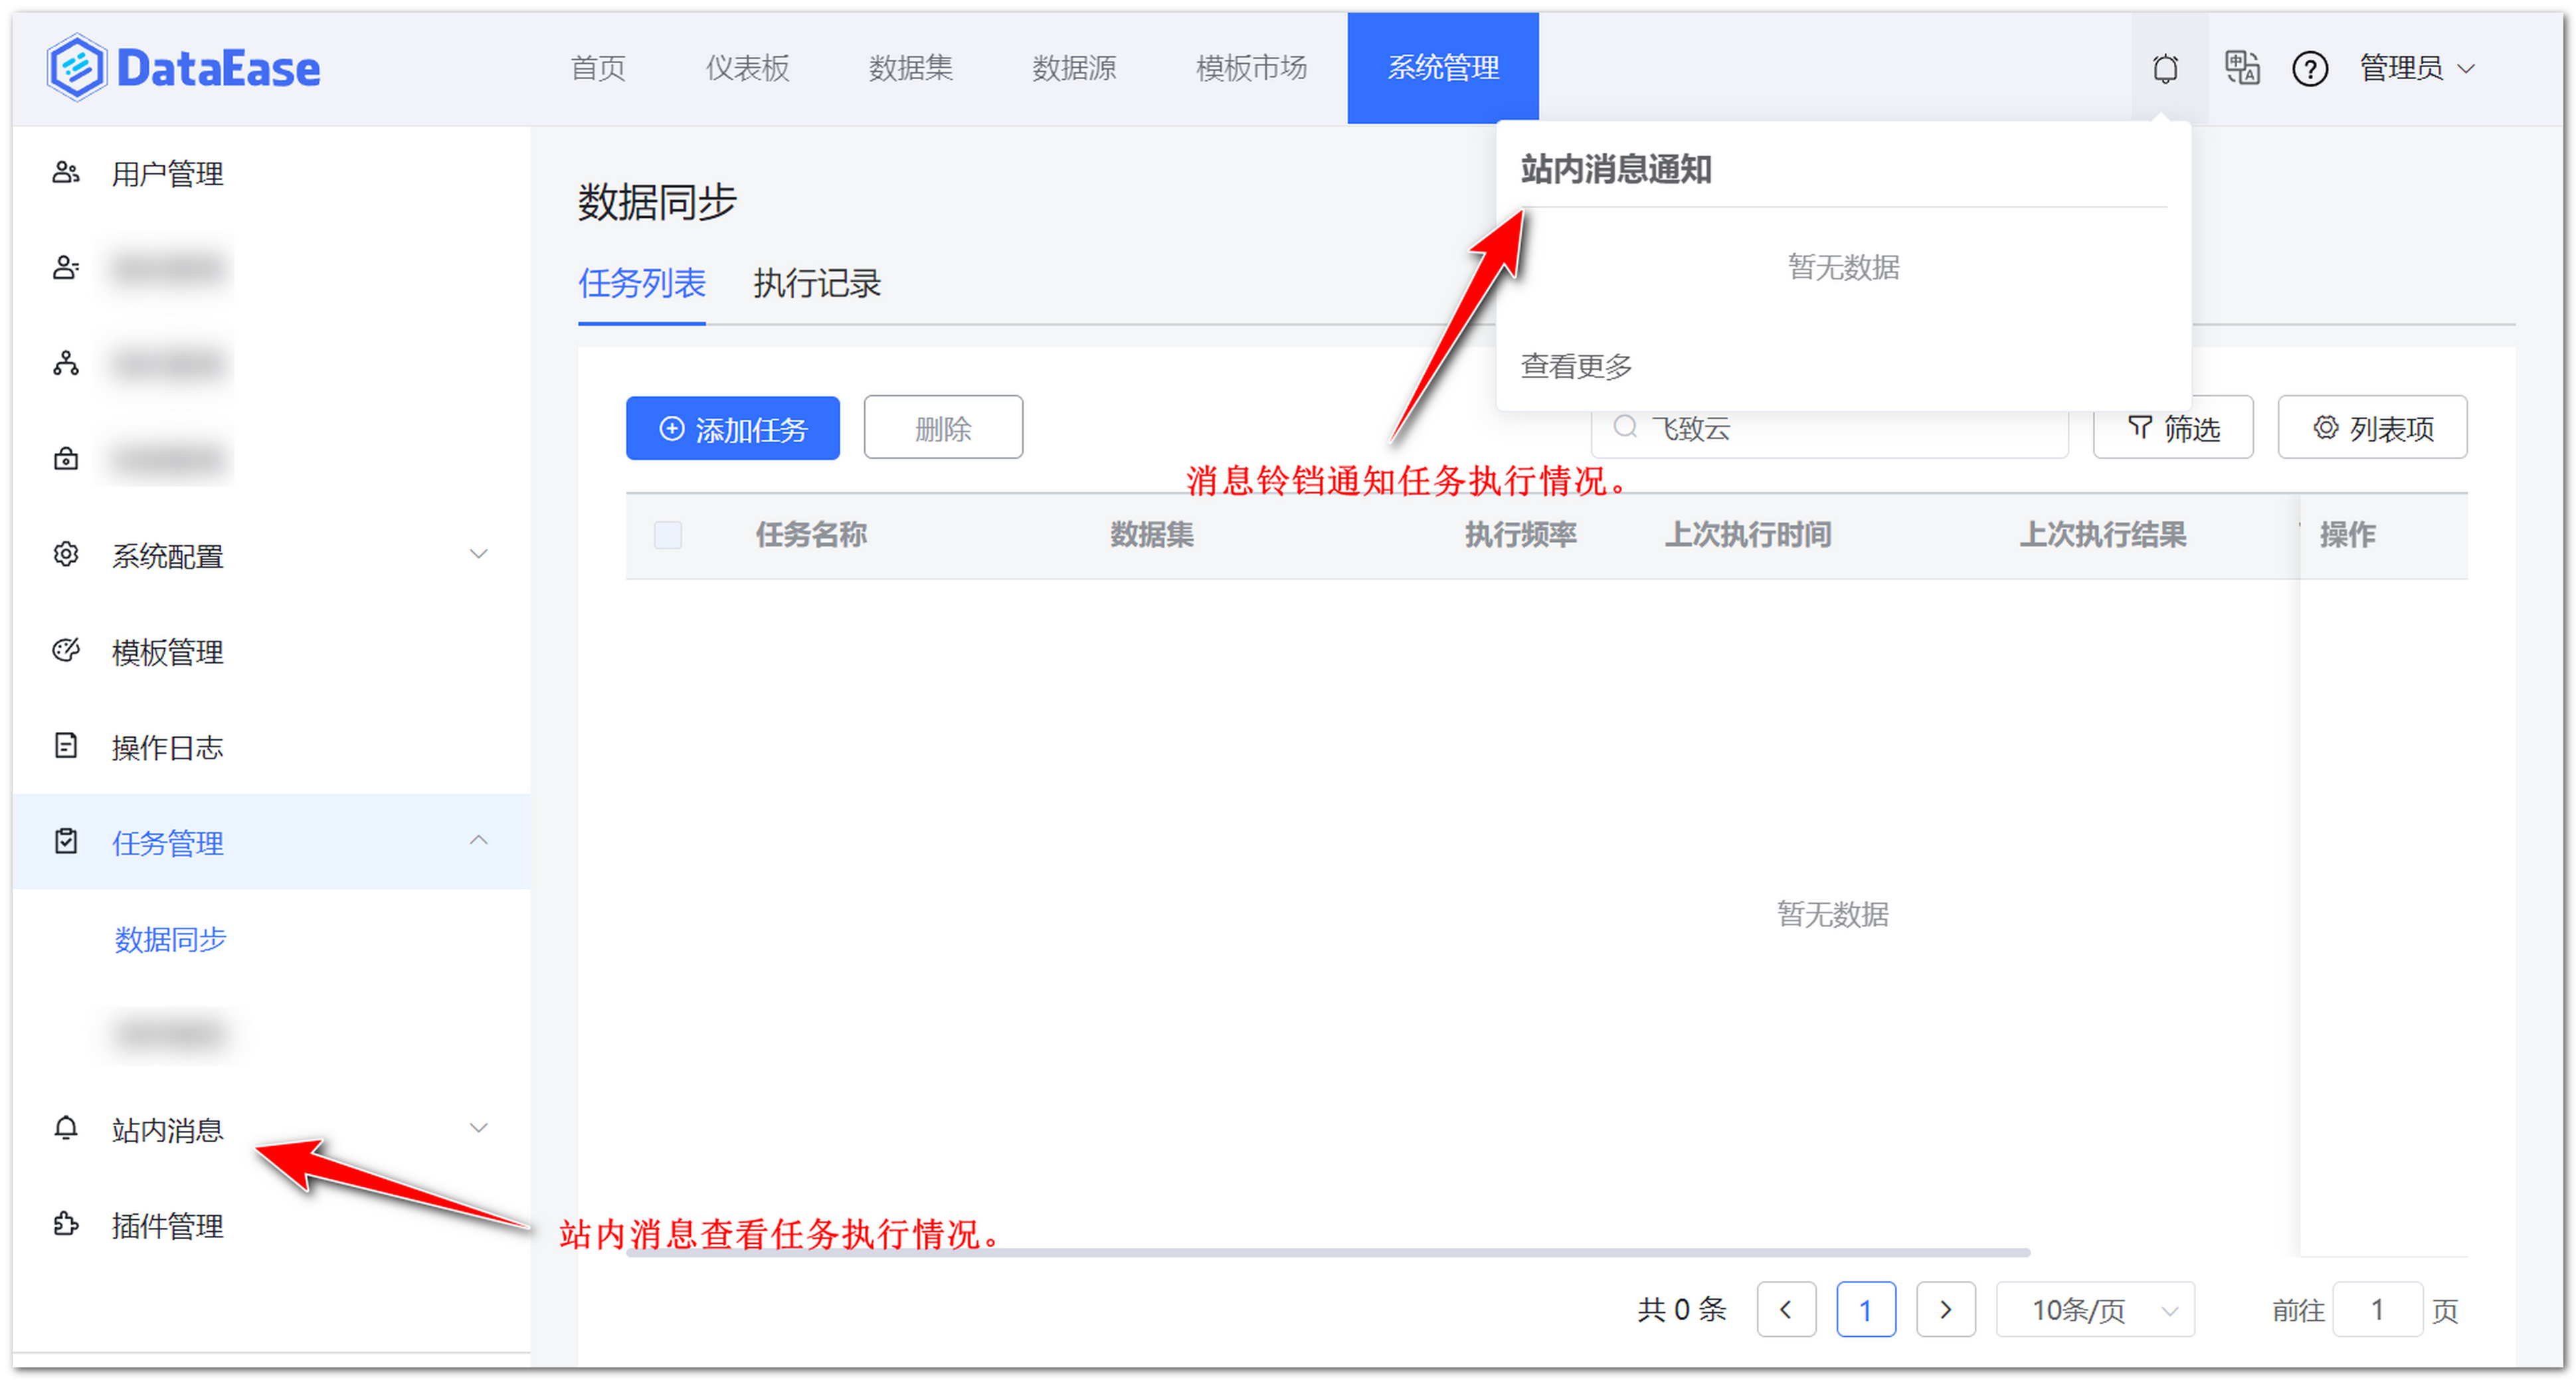 DataEase
首页
仪表板
数据集
数据源
模板市场
系统管理
管理员
用户管理
系统配置
模板管理
操作日志
任务管理
数据同步
站内消息
插件管理
数据同步
任务列表
执行记录
站内消息通知
暂无数据
查看更多
添加任务
删除
飞致云
筛选
列表项
消息铃铛通知任务执行情况。
任务名称
数据集
执行频率
上次执行时间
上次执行结果
操作
暂无数据
站内消息查看任务执行情况。
共 0 条
1
10条/页
前往
1
页